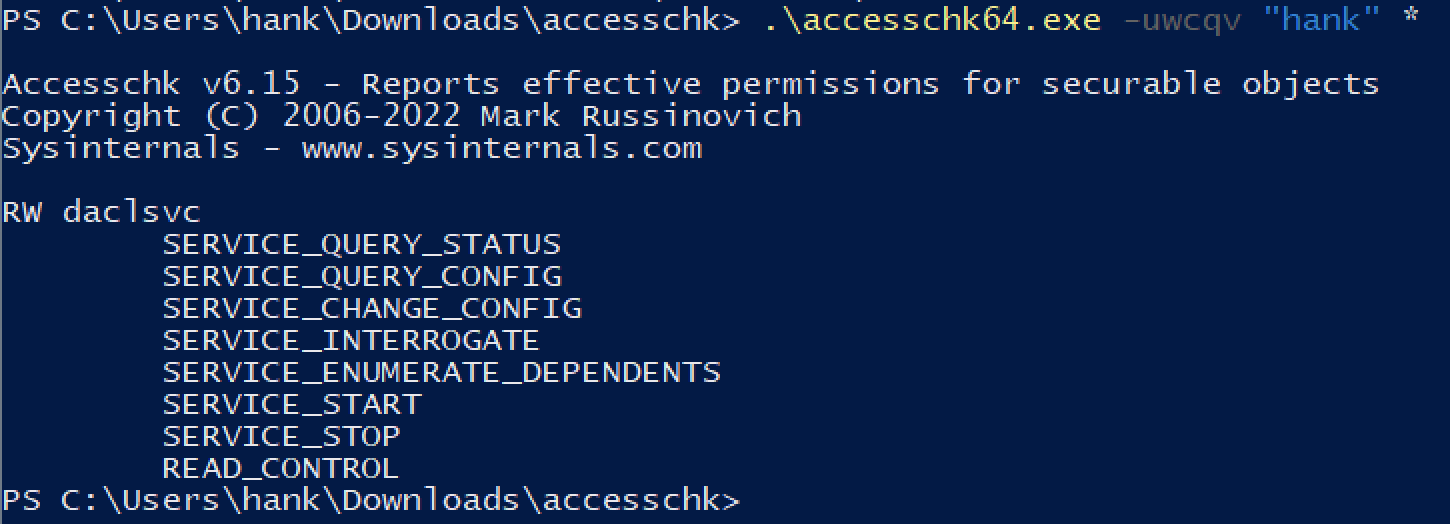 PS C:\Users\hank\Downloads\accesschk> .\accesschk64.exe -uwcqv "hank" *
Accesschk v6.15 – Reports effective permissions for securable objects
Copyright (C) 2006-2022 Mark Russinovich
Sysinternals – www.sysinternals.com
RW daclsvc
SERVICE_QUERY_STATUS
SERVICE_QUERY_CONFIG
SERVICE_CHANGE_CONFIG
SERVICE_INTERROGATE
SERVICE_ENUMERATE_DEPENDENTS
SERVICE_START
SERVICE_STOP
READ_CONTROL
PS C:\Users\hank\Downloads\accesschk>